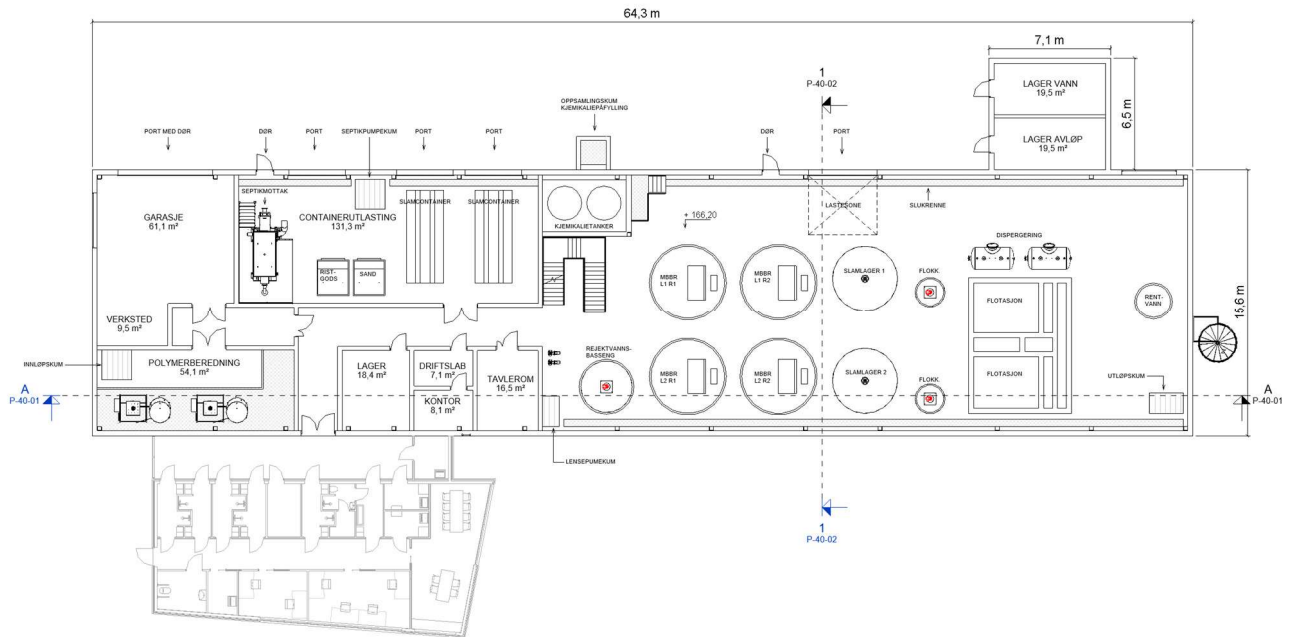 64,3 m
7,1 m
1
P-40-02
LAGER VANN
19,5 m²
6,5 m
LAGER AVLØP
19,5 m²
OPPSAMLINGSKUM
KJEMIKALIEPÅFYLLING
PORT MED DØR
DØR
PORT
SEPTIKPUMPEKUM
PORT
PORT
DØR
PORT
SEPTIKMOTTAK
GARASJE
61,1 m²
CONTAINERUTLASTING
131,3 m²
SLAMCONTAINER
SLAMCONTAINER
KJEMIKALIETANKER
+ 166,20
LASTESONE
SLUKRENNE
DISPERGERING
RIST-
GODS
SAND
MBBR
L1 R1
MBBR
L1 R2
SLAMLAGER 1
FLOKK.
FLOTASJON
RENT-
VANN
15,6 m
VERKSTED
9,5 m²
INNLØPSKUM
POLYMERBEREDNING
54,1 m²
LAGER
18,4 m²
DRIFTSLAB
7,1 m²
KONTOR
8,1 m²
TAVLEROM
16,5 m²
REJEKTVANNS-
BASSENG
MBBR
L2 R1
MBBR
L2 R2
SLAMLAGER 2
FLOKK.
FLOTASJON
UTLØPSKUM
A
P-40-01
A
P-40-01
LENSEPUMEKUM
1
P-40-02